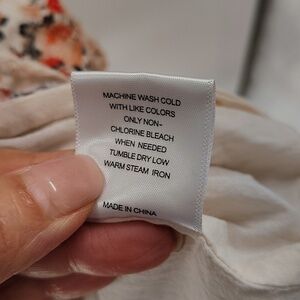 MACHINE WASH COLD
WITH LIKE COLORS
ONLY NON-
CHLORINE BLEACH
WHEN NEEDED
TUMBLE DRY LOW
WARM STEAM IRON
MADE IN CHINA